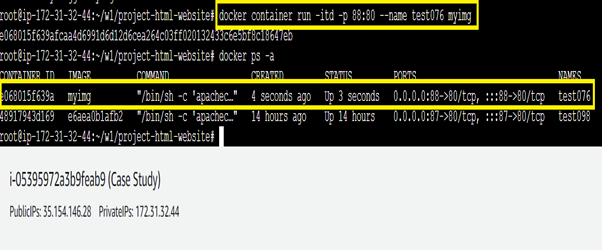 root@ip-172-31-32-44:~/w1/project-html-website# docker container run -itd -p 88:80 --name test076 myimg
e068015f639afcaa4d6991d6d12d6cea264c03ff020132433c6e5bf8c18647eb
root@ip-172-31-32-44:~/w1/project-html-website# docker ps -a
CONTAINER ID IMAGE COMMAND CREATED STATUS PORTS NAMES
e068015f639a myimg "/bin/sh -c 'apachec…" 4 seconds ago Up 3 seconds 0.0.0.0:88->80/tcp, :::88->80/tcp test076
48917943d169 e6aea0b1afb2 "/bin/sh -c 'apachec…" 14 hours ago Up 14 hours 0.0.0.0:87->80/tcp, :::87->80/tcp test098
root@ip-172-31-32-44:~/w1/project-html-website#
i-05395972a3b9feab9 (Case Study)
PublicIPs: 35.154.146.28 PrivateIPs: 172.31.32.44